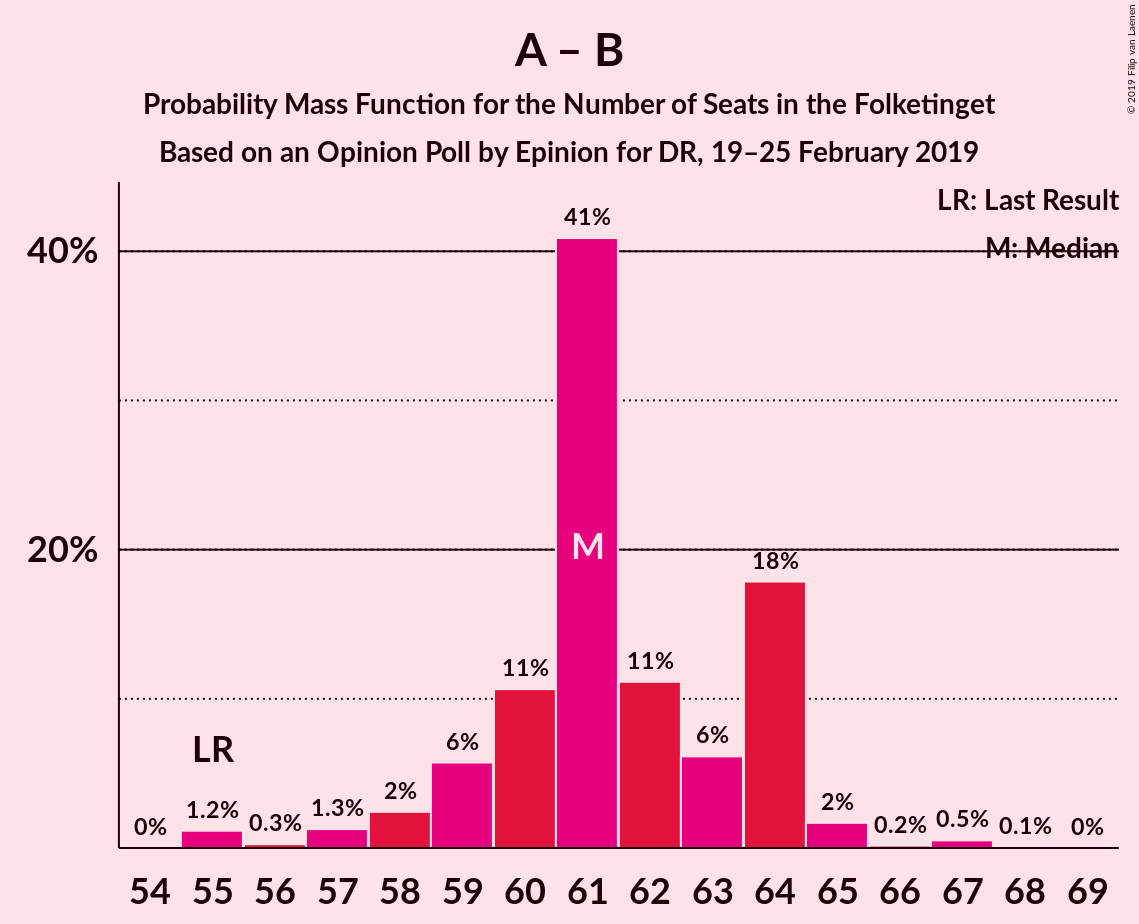 A – B
Probability Mass Function for the Number of Seats in the Folketinget
Based on an Opinion Poll by Epinion for DR, 19–25 February 2019
© 2019 Filip van Laenen
LR: Last Result
M: Median
40%
20%
41%
M
18%
11%
11%
6%
6%
LR
0%
1.2%
0.3%
1.3%
2%
2%
0.2%
0.5%
0.1%
0%
54 55 56 57 58 59 60 61 62 63 64 65 66 67 68 69